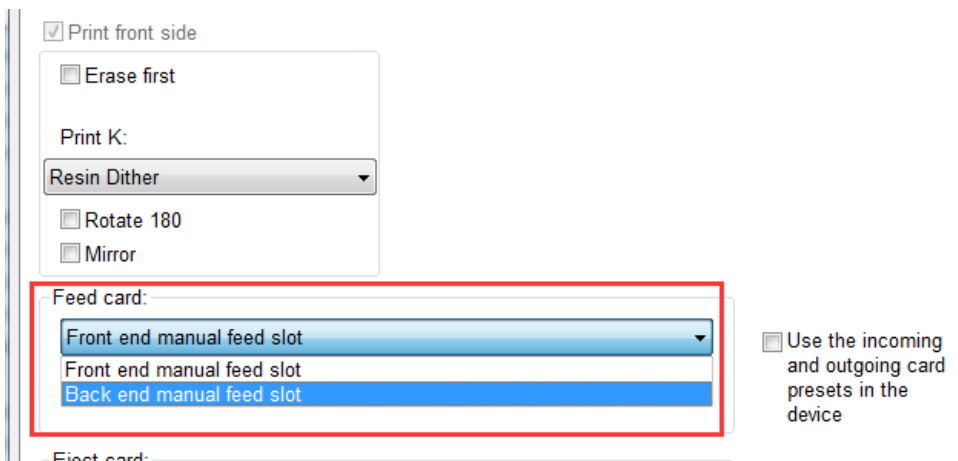 Print front side
Erase first
Print K:
Resin Dither
Rotate 180
Mirror
Feed card:
Front end manual feed slot
Front end manual feed slot
Back end manual feed slot
Use the incoming
and outgoing card
presets in the
device
Eject card: